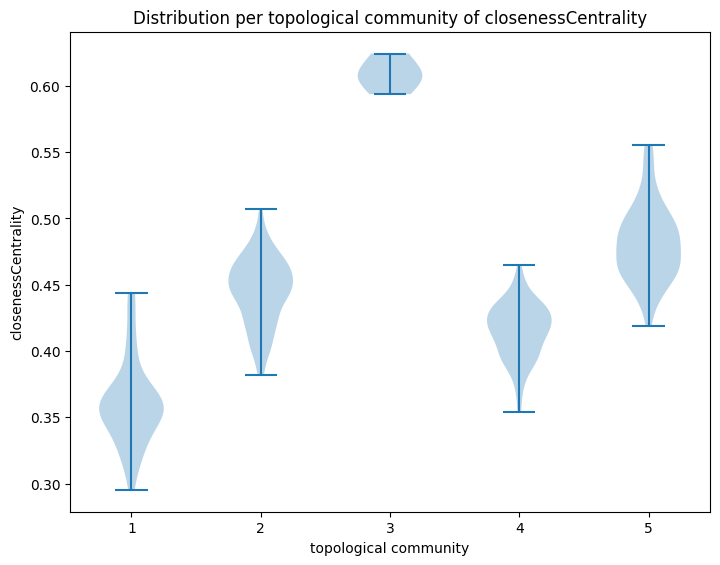 Distribution per topological community of closenessCentrality
closenessCentrality
0.60
0.55
0.50
0.45
0.40
0.35
0.30
1 2 3 4 5
topological community